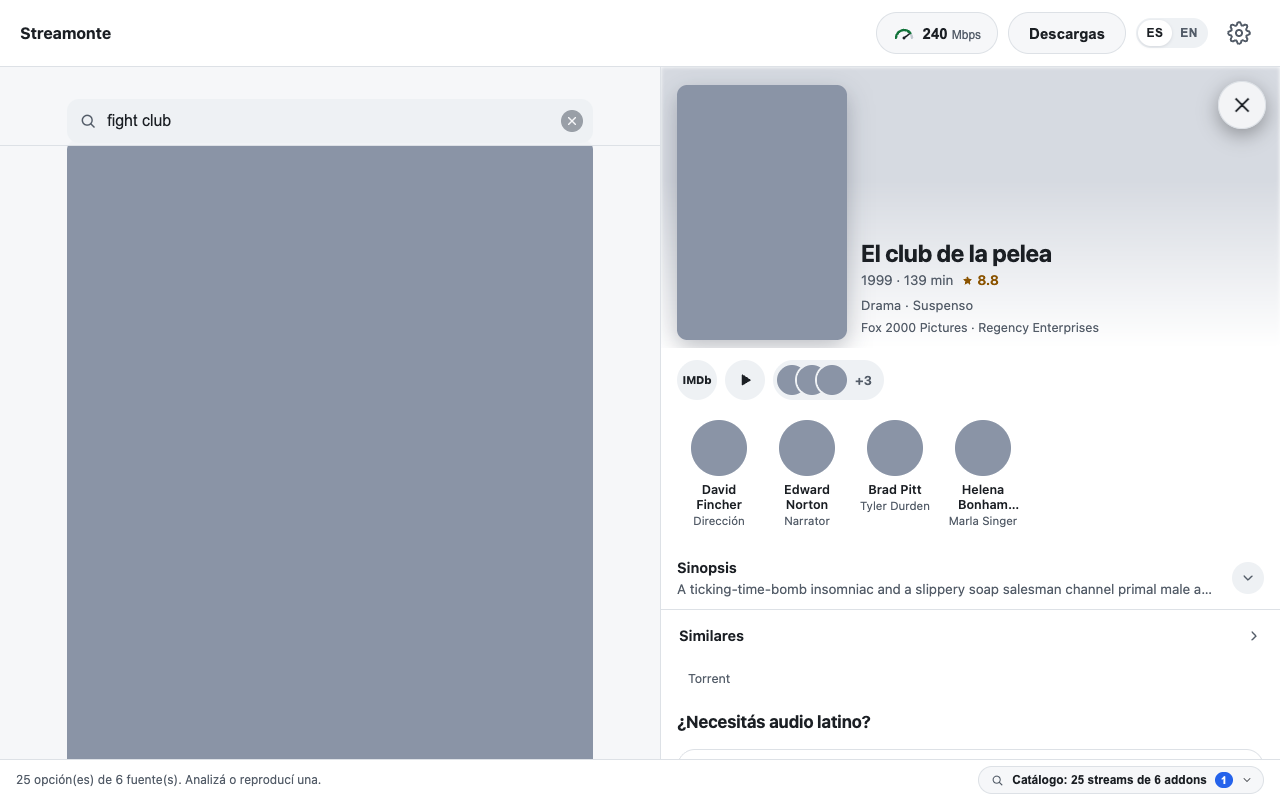 Streamonte
240 Mbps
Descargas
ES EN
fight club
El club de la pelea
1999 · 139 min ★ 8.8
Drama · Suspenso
Fox 2000 Pictures · Regency Enterprises
IMDb
+3
David
Fincher
Dirección
Edward
Norton
Narrator
Brad Pitt
Tyler Durden
Helena
Bonham...
Marla Singer
Sinopsis
A ticking-time-bomb insomniac and a slippery soap salesman channel primal male a...
Similares
Torrent
¿Necesitás audio latino?
25 opción(es) de 6 fuente(s). Analizá o reproducí una.
Catálogo: 25 streams de 6 addons 1